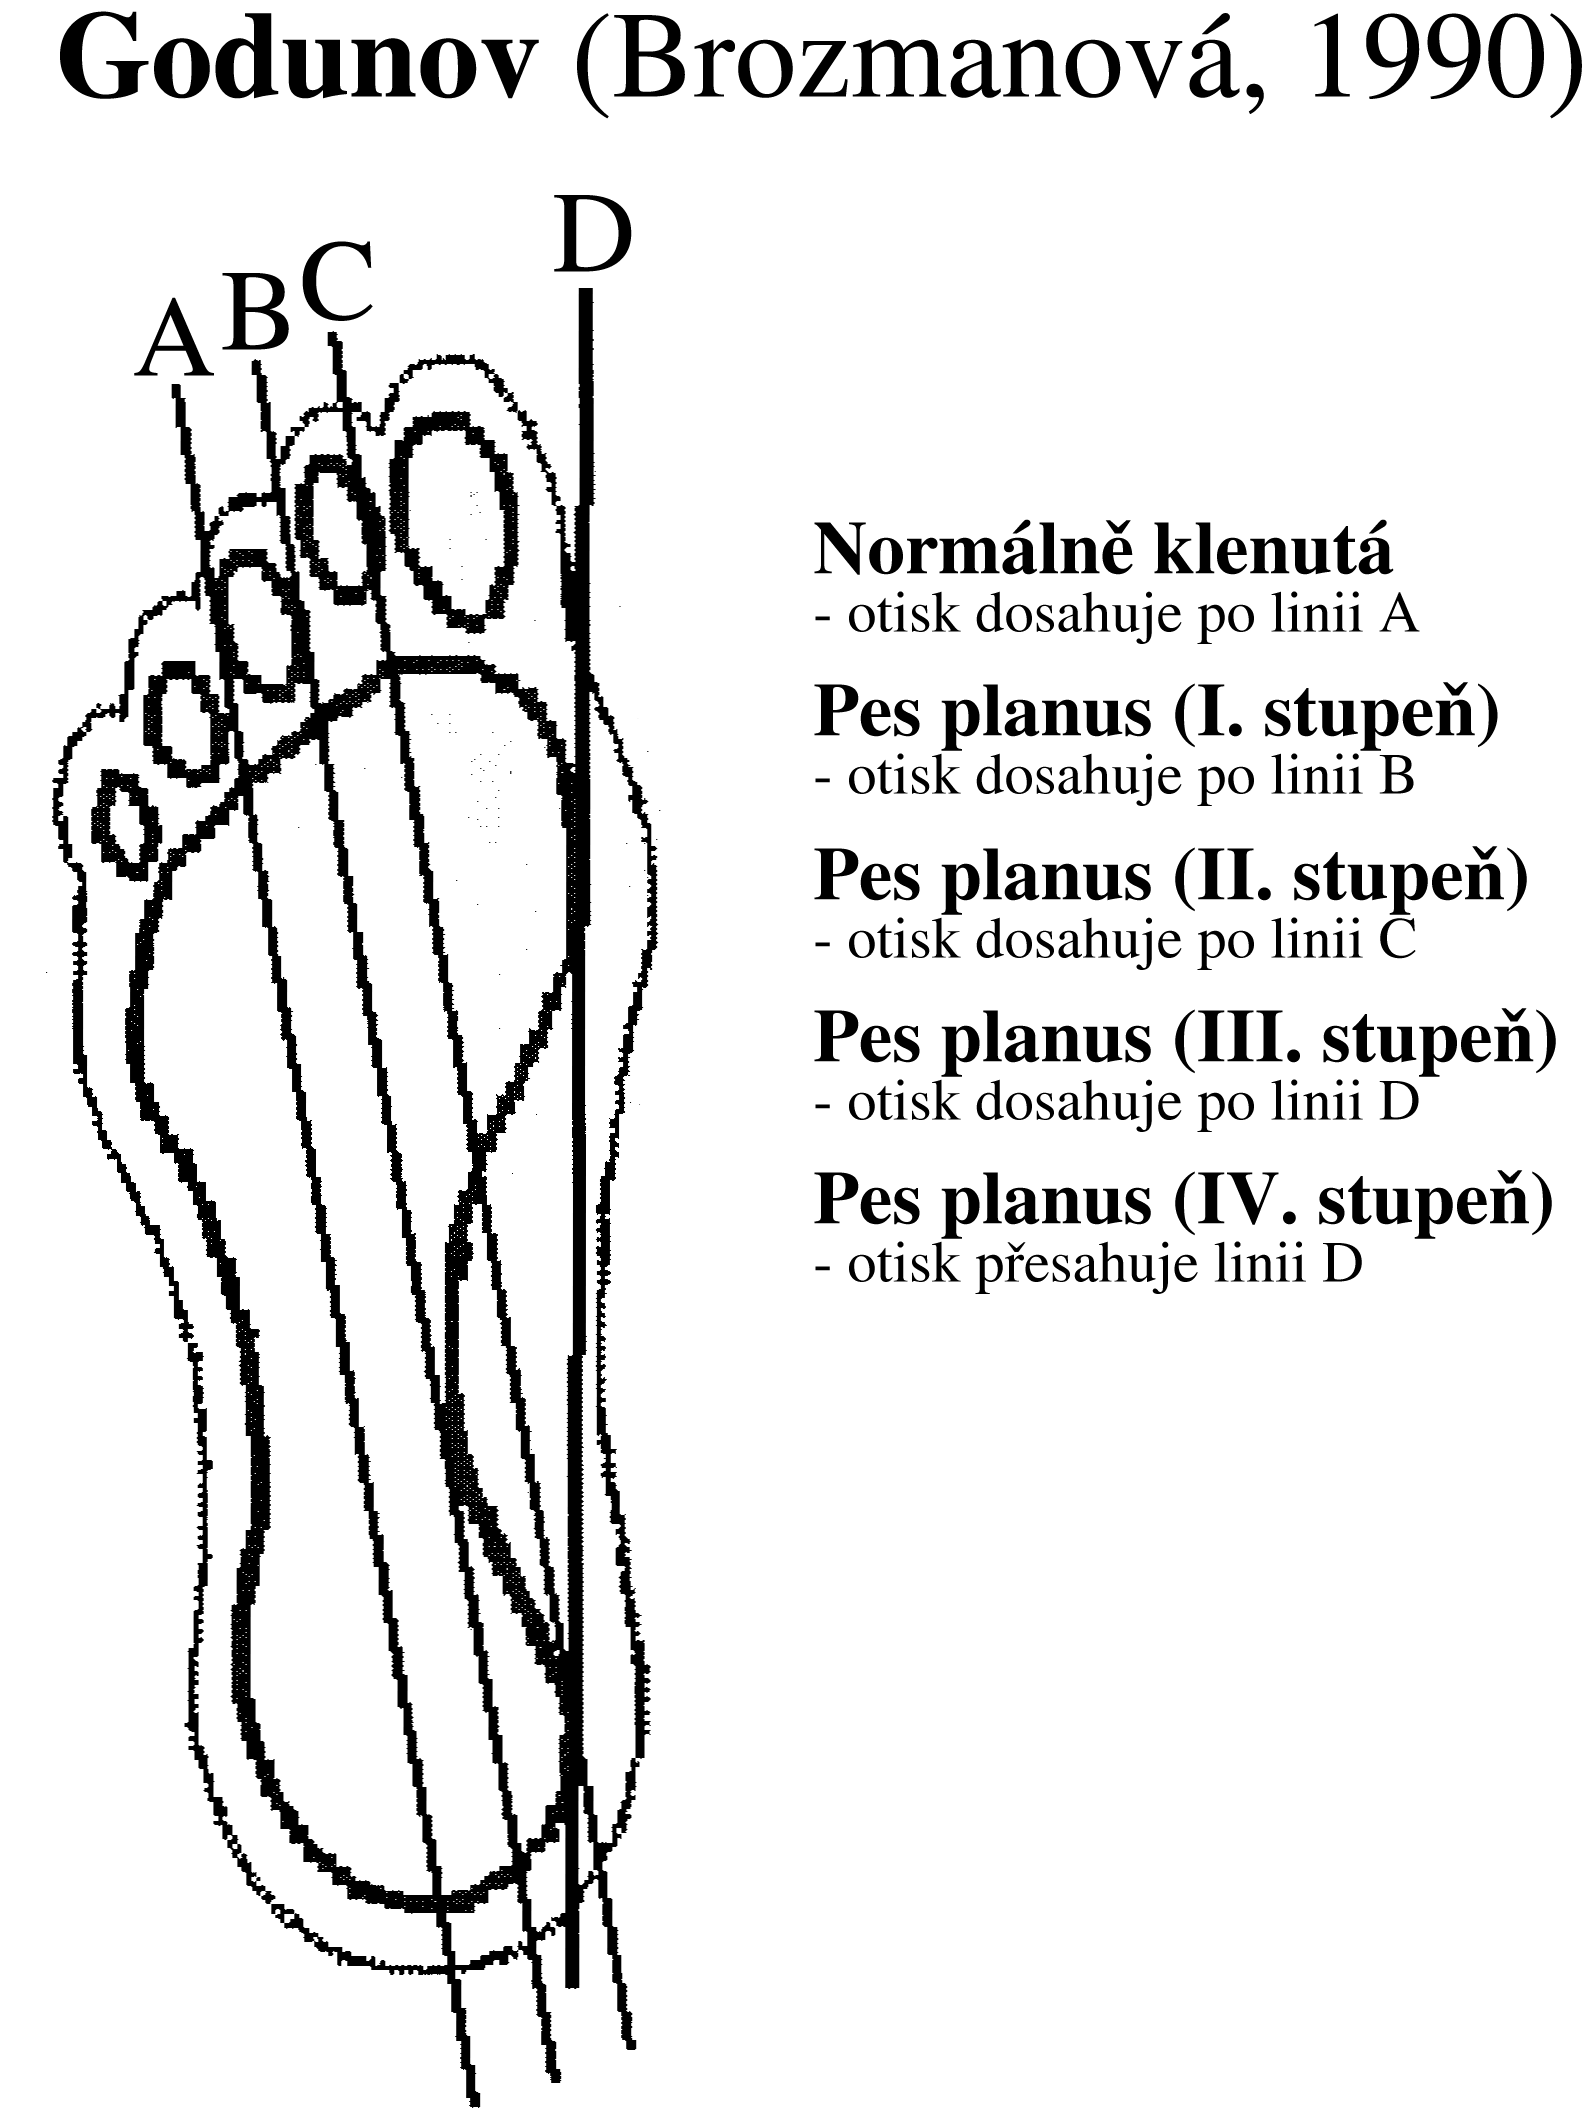 Godunov (Brozmanová, 1990)
D
C
B
A
Normálně klenutá
- otisk dosahuje po linii A
Pes planus (I. stupeň)
- otisk dosahuje po linii B
Pes planus (II. stupeň)
- otisk dosahuje po linii C
Pes planus (III. stupeň)
- otisk dosahuje po linii D
Pes planus (IV. stupeň)
- otisk přesahuje linii D